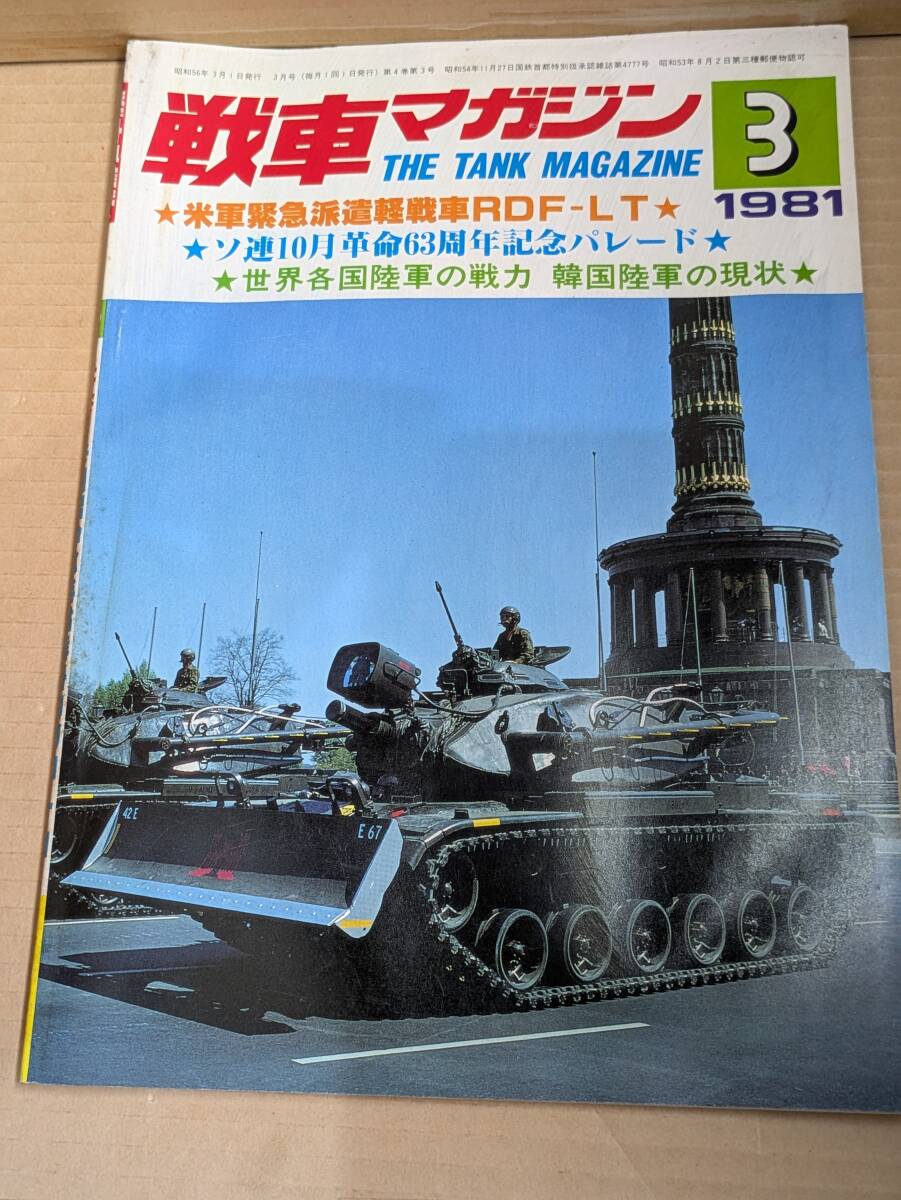 昭和56年3月1日発行 3月号(毎月1回1日発行)第4巻第3号 昭和54年11月27日国鉄首都特別扱承認雑誌第4777号 昭和53年8月2日第三種郵便物認可
戦車マガジン
THE TANK MAGAZINE
3
1981
★米軍緊急派遣軽戦車RDF-LT★
★ソ連10月革命63周年記念パレード★
★世界各国陸軍の戦力 韓国陸軍の現状★
42E
E 67